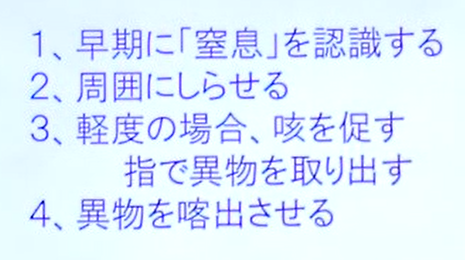 1、早期に「窒息」を認識する
2、周囲にしらせる
3、軽度の場合、咳を促す
指で異物を取り出す
4、異物を喀出させる